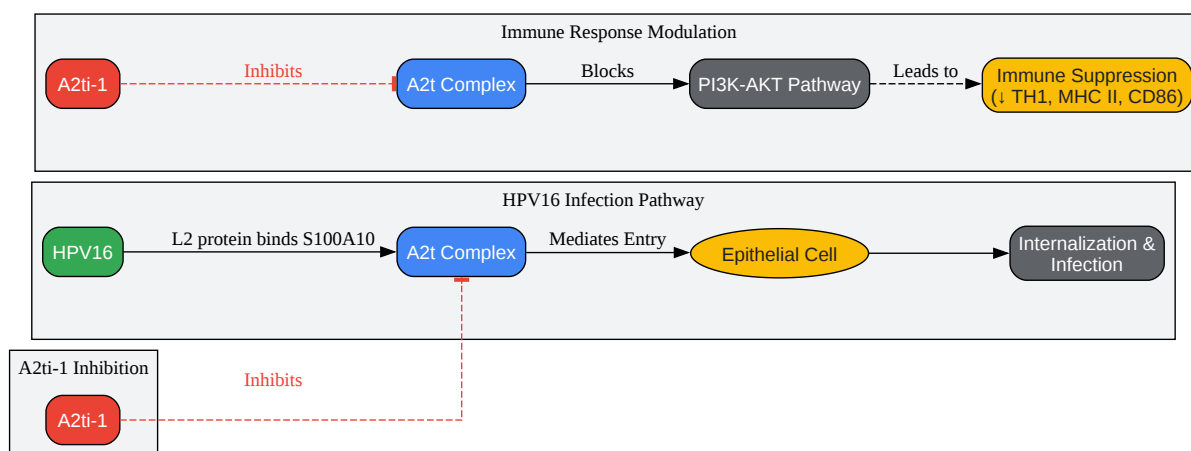 Immune Response Modulation
A2ti-1
Inhibits
A2t Complex
Blocks
PI3K-AKT Pathway
Leads to
Immune Suppression
(↓ TH1, MHC II, CD86)
HPV16 Infection Pathway
HPV16
L2 protein binds S100A10
A2t Complex
Mediates Entry
Epithelial Cell
Internalization &
Infection
A2ti-1 Inhibition
A2ti-1
Inhibits